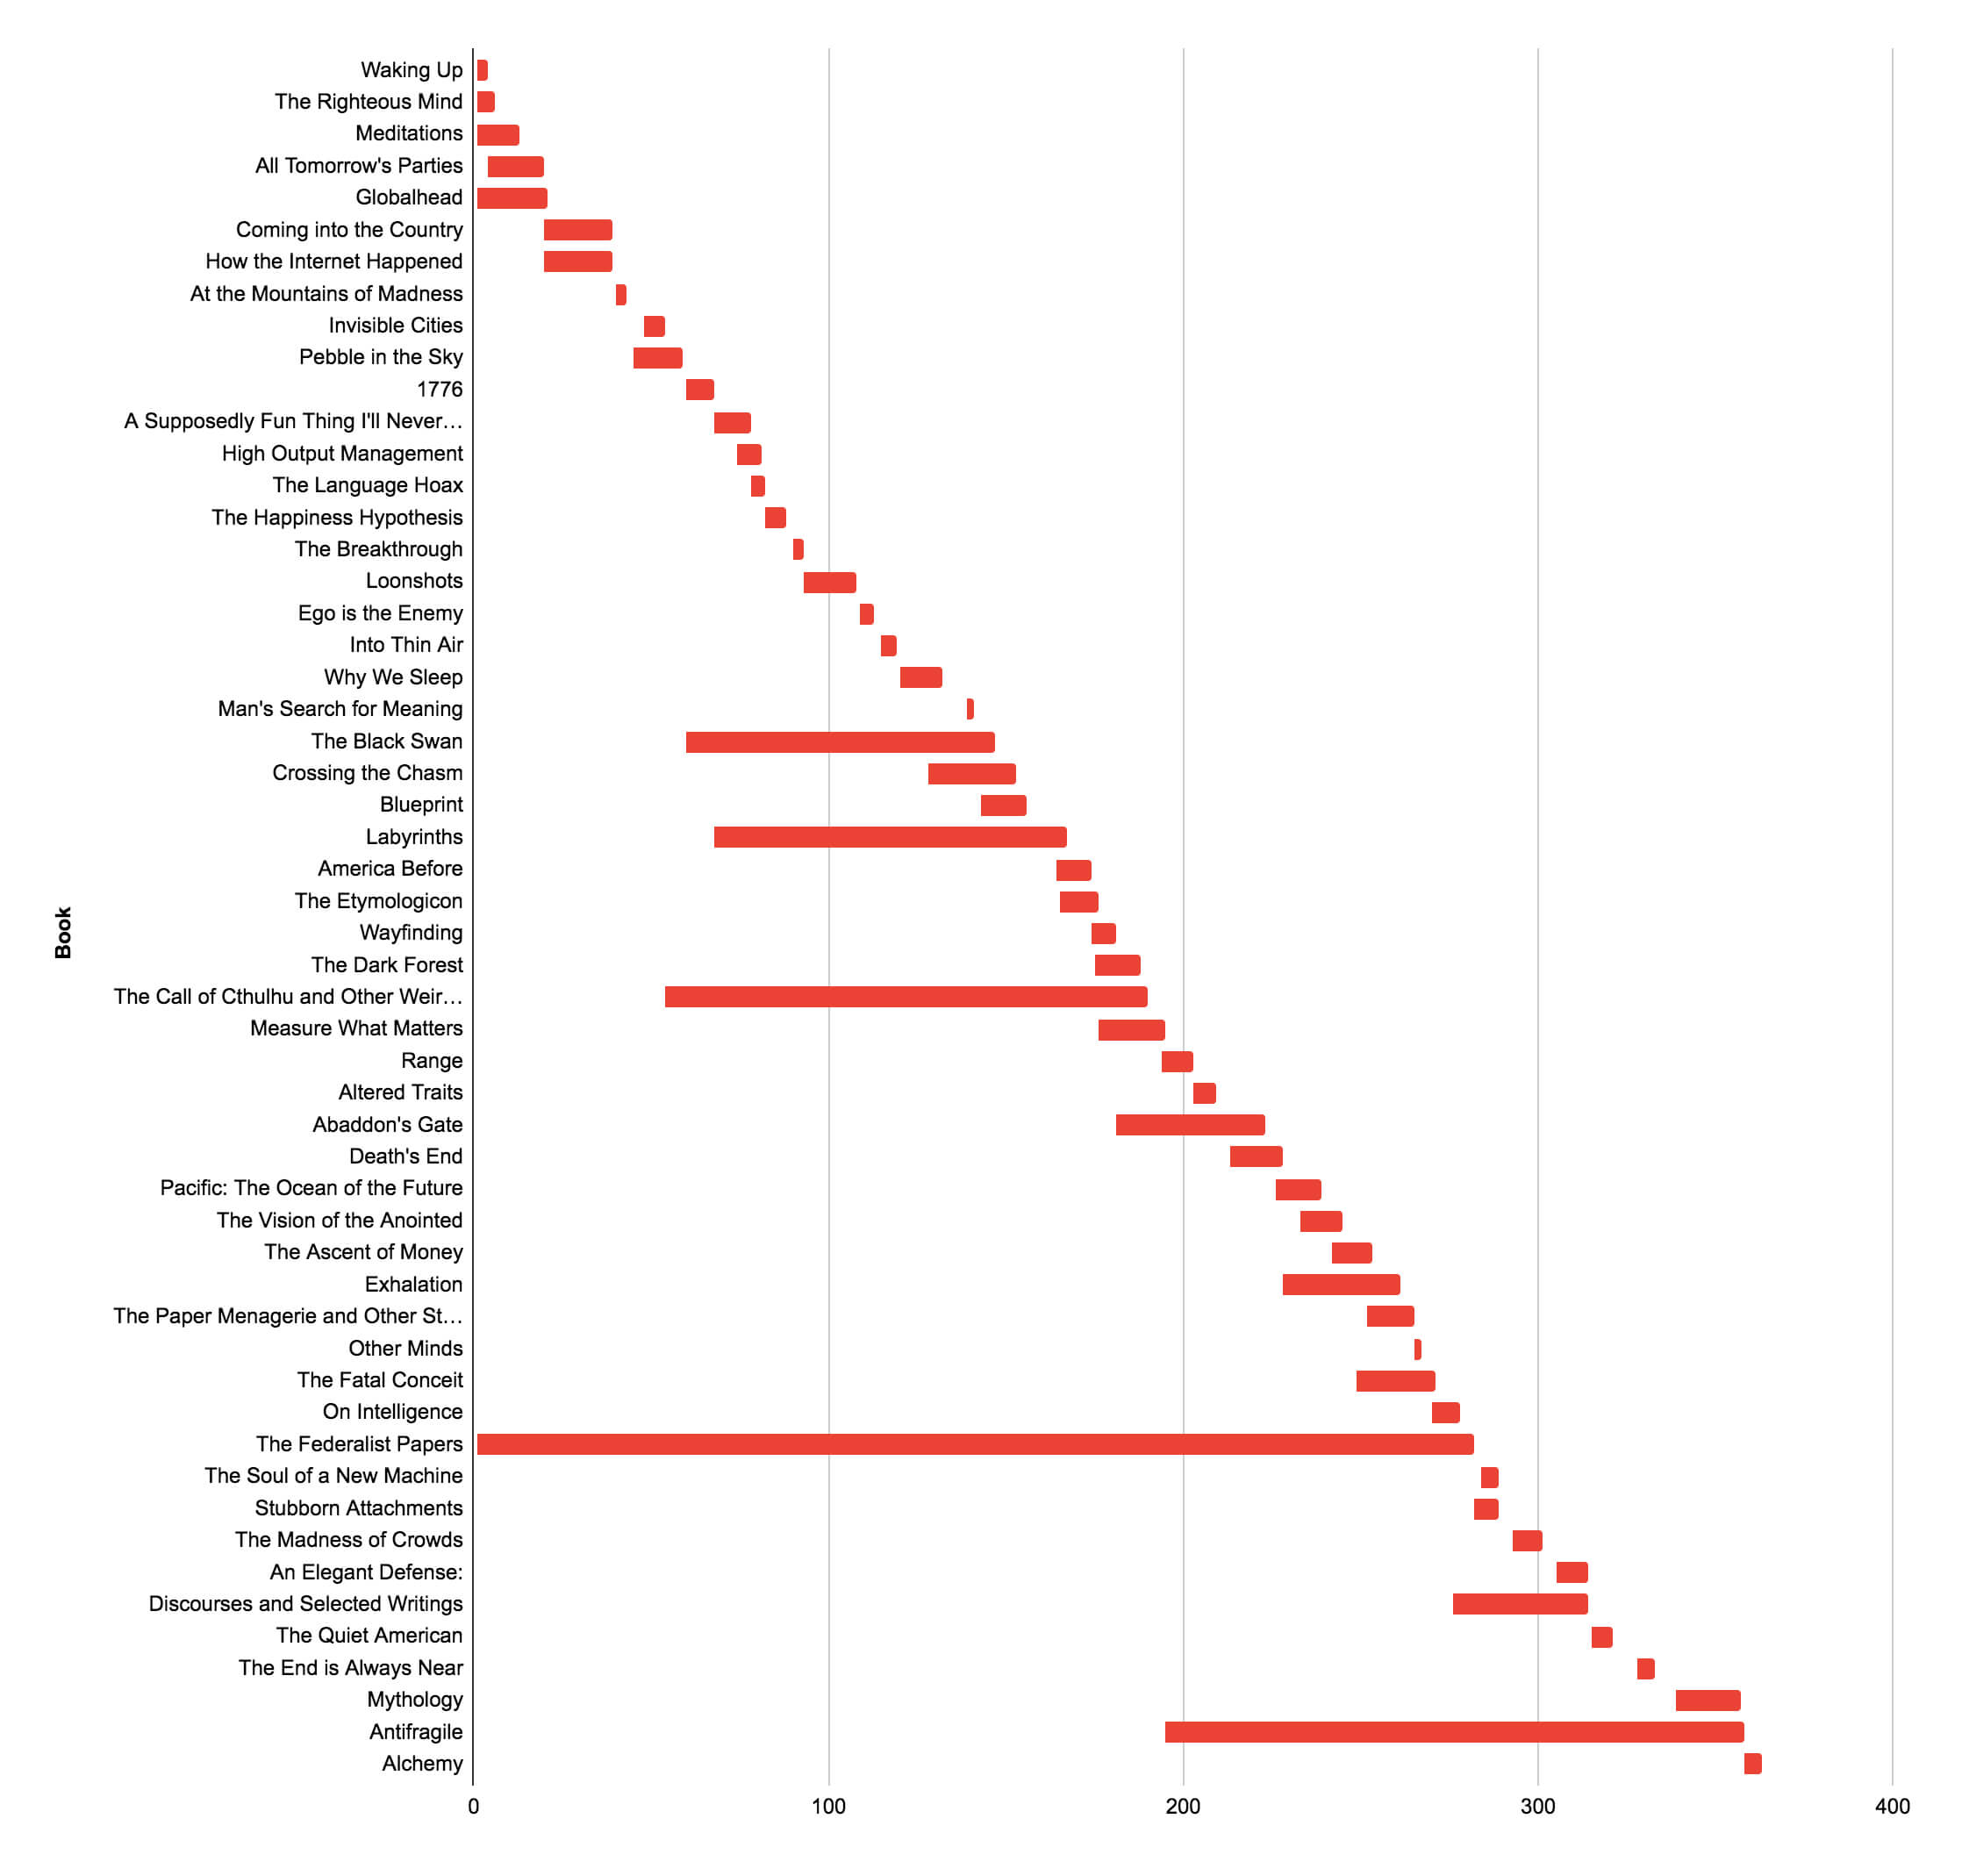 Waking Up
The Righteous Mind
Meditations
All Tomorrow's Parties
Globalhead
Coming into the Country
How the Internet Happened
At the Mountains of Madness
Invisible Cities
Pebble in the Sky
1776
A Supposedly Fun Thing I'll Never…
High Output Management
The Language Hoax
The Happiness Hypothesis
The Breakthrough
Loonshots
Ego is the Enemy
Into Thin Air
Why We Sleep
Man's Search for Meaning
The Black Swan
Crossing the Chasm
Blueprint
Labyrinths
America Before
The Etymologicon
Wayfinding
The Dark Forest
The Call of Cthulhu and Other Weir…
Measure What Matters
Range
Altered Traits
Abaddon's Gate
Death's End
Pacific: The Ocean of the Future
The Vision of the Anointed
The Ascent of Money
Exhalation
The Paper Menagerie and Other St…
Other Minds
The Fatal Conceit
On Intelligence
The Federalist Papers
The Soul of a New Machine
Stubborn Attachments
The Madness of Crowds
An Elegant Defense:
Discourses and Selected Writings
The Quiet American
The End is Always Near
Mythology
Antifragile
Alchemy
Book
0 100 200 300 400